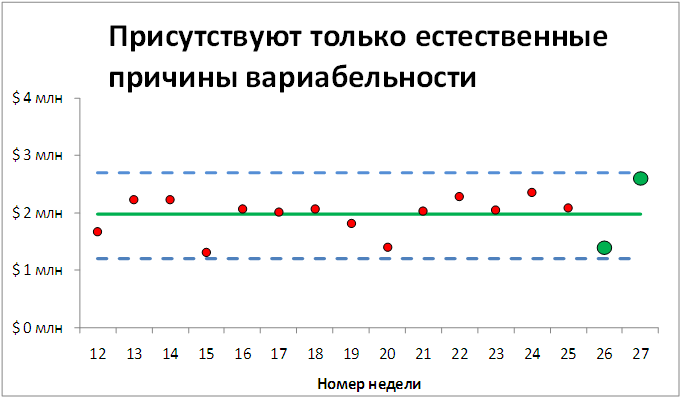 Присутствуют только естественные
причины вариабельности
$ 4 млн
$ 3 млн
$ 2 млн
$ 1 млн
$ 0 млн
12 13 14 15 16 17 18 19 20 21 22 23 24 25 26 27
Номер недели